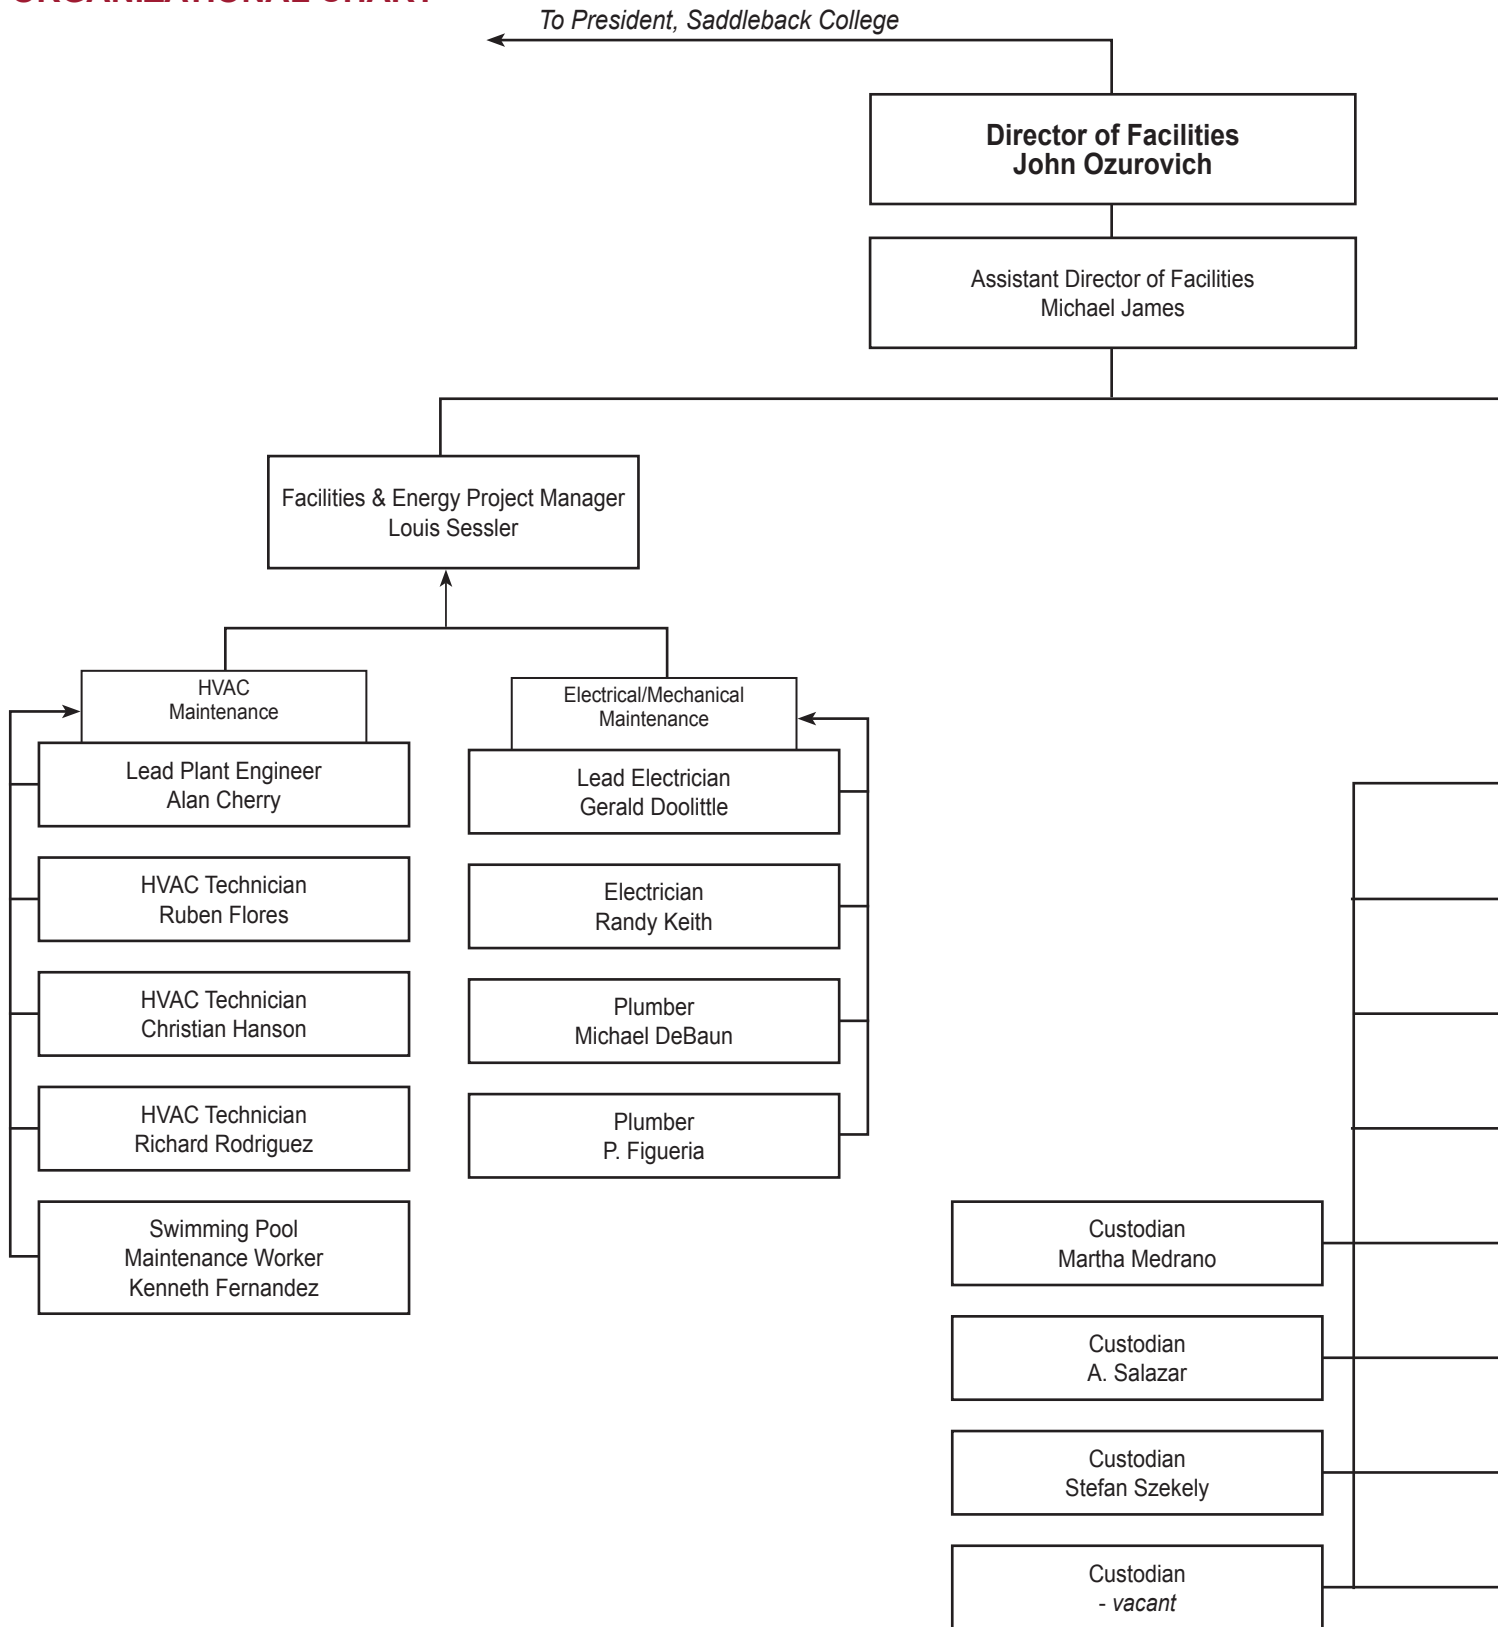 ORGANIZATIONAL CHART
To President, Saddleback College
Director of Facilities
John Ozurovich
Assistant Director of Facilities
Michael James
Facilities & Energy Project Manager
Louis Sessler
HVAC
Maintenance
Lead Plant Engineer
Alan Cherry
HVAC Technician
Ruben Flores
HVAC Technician
Christian Hanson
HVAC Technician
Richard Rodriguez
Swimming Pool
Maintenance Worker
Kenneth Fernandez
Electrical/Mechanical
Maintenance
Lead Electrician
Gerald Doolittle
Electrician
Randy Keith
Plumber
Michael DeBaun
Plumber
P. Figueria
Custodian
Martha Medrano
Custodian
A. Salazar
Custodian
Stefan Szekely
Custodian
- vacant